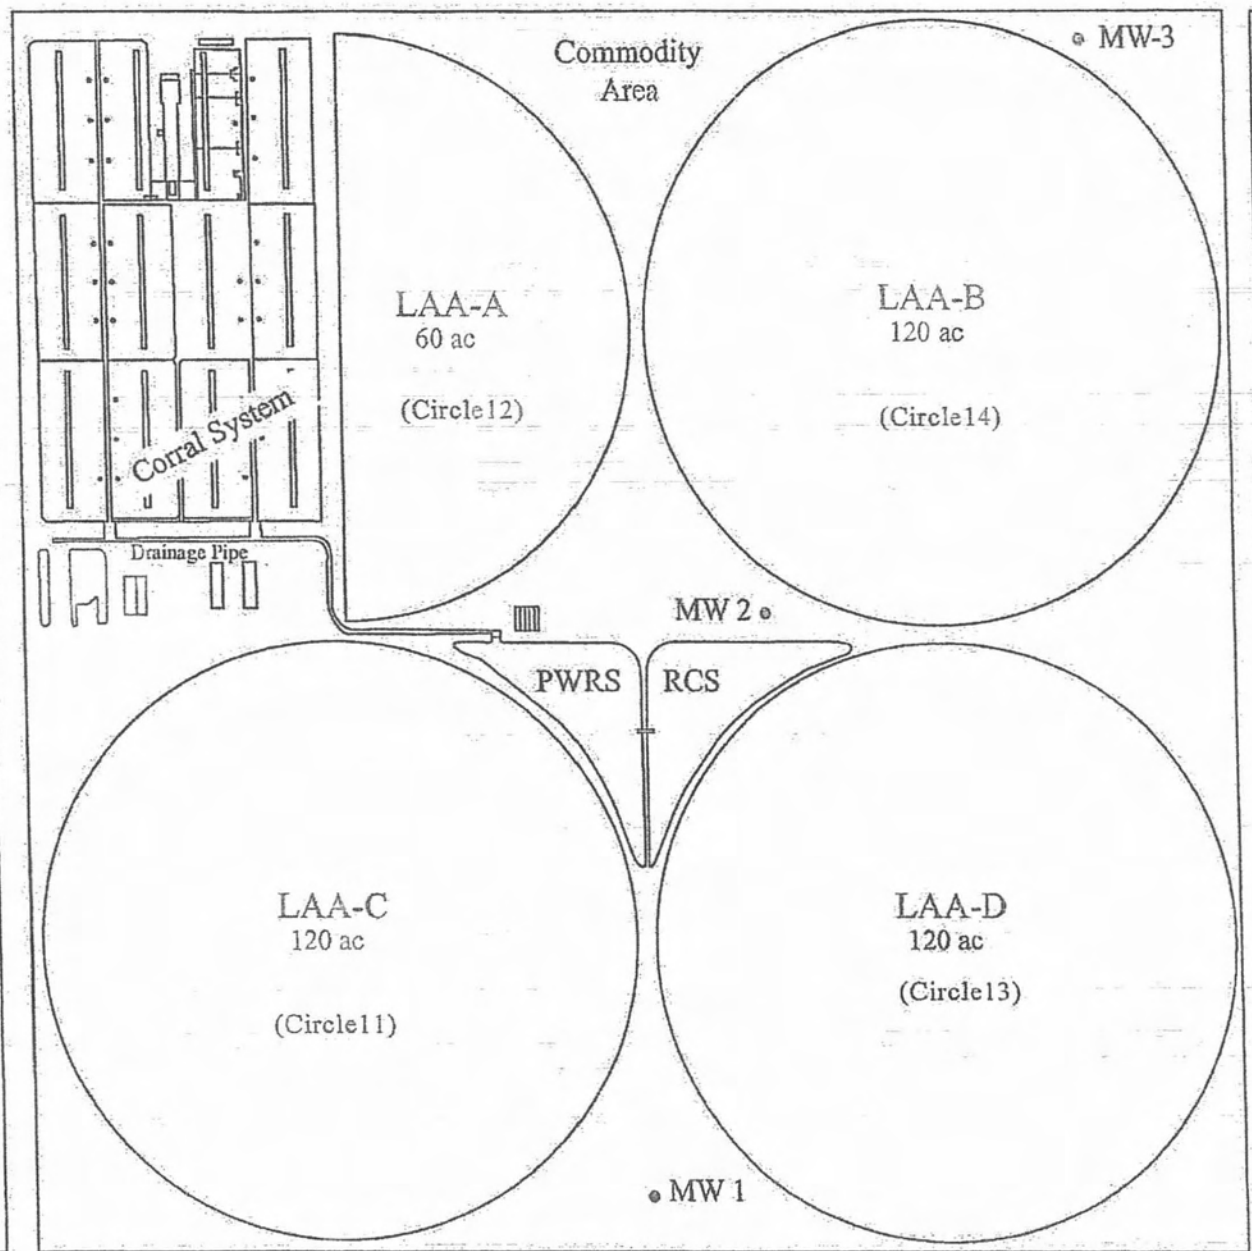 Commodity
Area
MW-3
LAA-A
60 ac
(Circle12)
LAA-B
120 ac
(Circle14)
Corral System
Drainage Pipe
MW 2
PWRS
RCS
LAA-C
120 ac
(Circle11)
LAA-D
120 ac
(Circle13)
MW 1